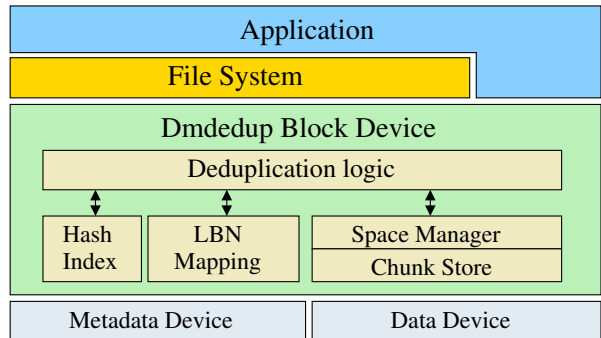 Application
File System
Dmdedup Block Device
Deduplication logic
Hash
Index
LBN
Mapping
Space Manager
Chunk Store
Metadata Device
Data Device